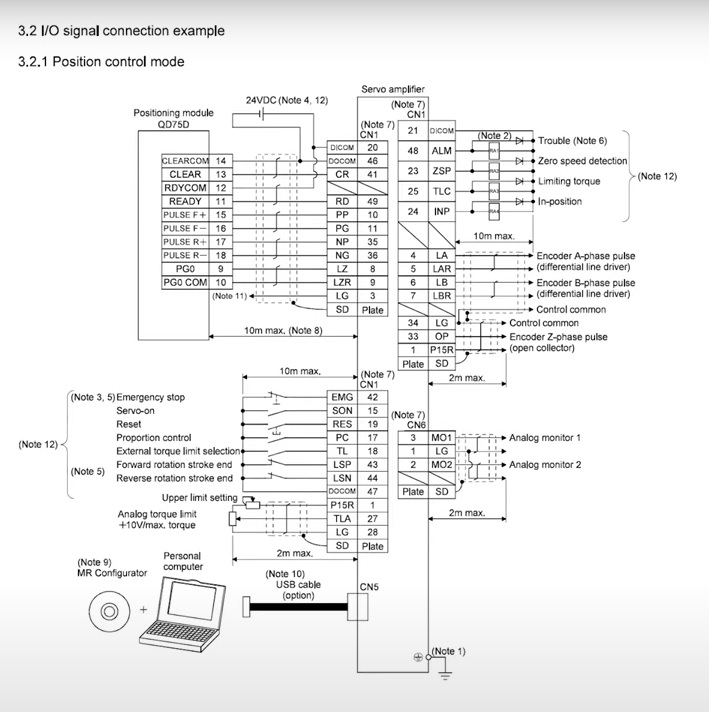 3.2 I/O signal connection example
3.2.1 Position control mode
Servo amplifier
24VDC (Note 4, 12)
Positioning module
QD75D
(Note 7)
CN1
DICOM 20
DOCOM 46
CR 41
RD 49
PP 10
PG 11
NP 35
NG 36
LZ 8
LZR 9
LG 3
SD Plate
CLEARCOM 14
CLEAR 13
RDYCOM 12
READY 11
PULSE F+ 15
PULSE F− 16
PULSE R+ 17
PULSE R− 18
PG0 9
PG0 COM 10
(Note 11)
10m max. (Note 8)
(Note 7)
CN1
21 DICOM
48 ALM
23 ZSP
25 TLC
24 INP
4 LA
5 LAR
6 LB
7 LBR
34 LG
33 OP
1 P15R
Plate SD
(Note 2)
RA1
RA2
RA3
RA4
Trouble (Note 6)
Zero speed detection
Limiting torque
In-position
(Note 12)
10m max.
Encoder A-phase pulse
(differential line driver)
Encoder B-phase pulse
(differential line driver)
Control common
Control common
Encoder Z-phase pulse
(open collector)
2m max.
10m max.
(Note 7)
CN1
(Note 3, 5) Emergency stop
Servo-on
Reset
Proportion control
External torque limit selection
Forward rotation stroke end
Reverse rotation stroke end
(Note 12)
(Note 5)
EMG 42
SON 15
RES 19
PC 17
TL 18
LSP 43
LSN 44
DOCOM 47
P15R 1
TLA 27
LG 28
SD Plate
Upper limit setting
Analog torque limit
+10V/max. torque
2m max.
(Note 7)
CN6
3 MO1
1 LG
2 MO2
Plate SD
Analog monitor 1
Analog monitor 2
2m max.
(Note 9)
MR Configurator
+
Personal
computer
(Note 10)
USB cable
(option)
CN5
(Note 1)